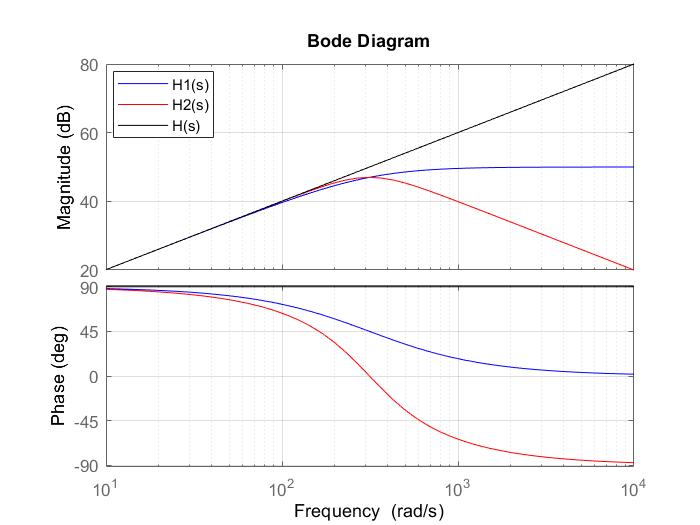 Bode Diagram
80
60
40
20
Magnitude (dB)
H1(s)
H2(s)
H(s)
90
45
0
-45
-90
Phase (deg)
10^1
10^2
10^3
10^4
Frequency (rad/s)